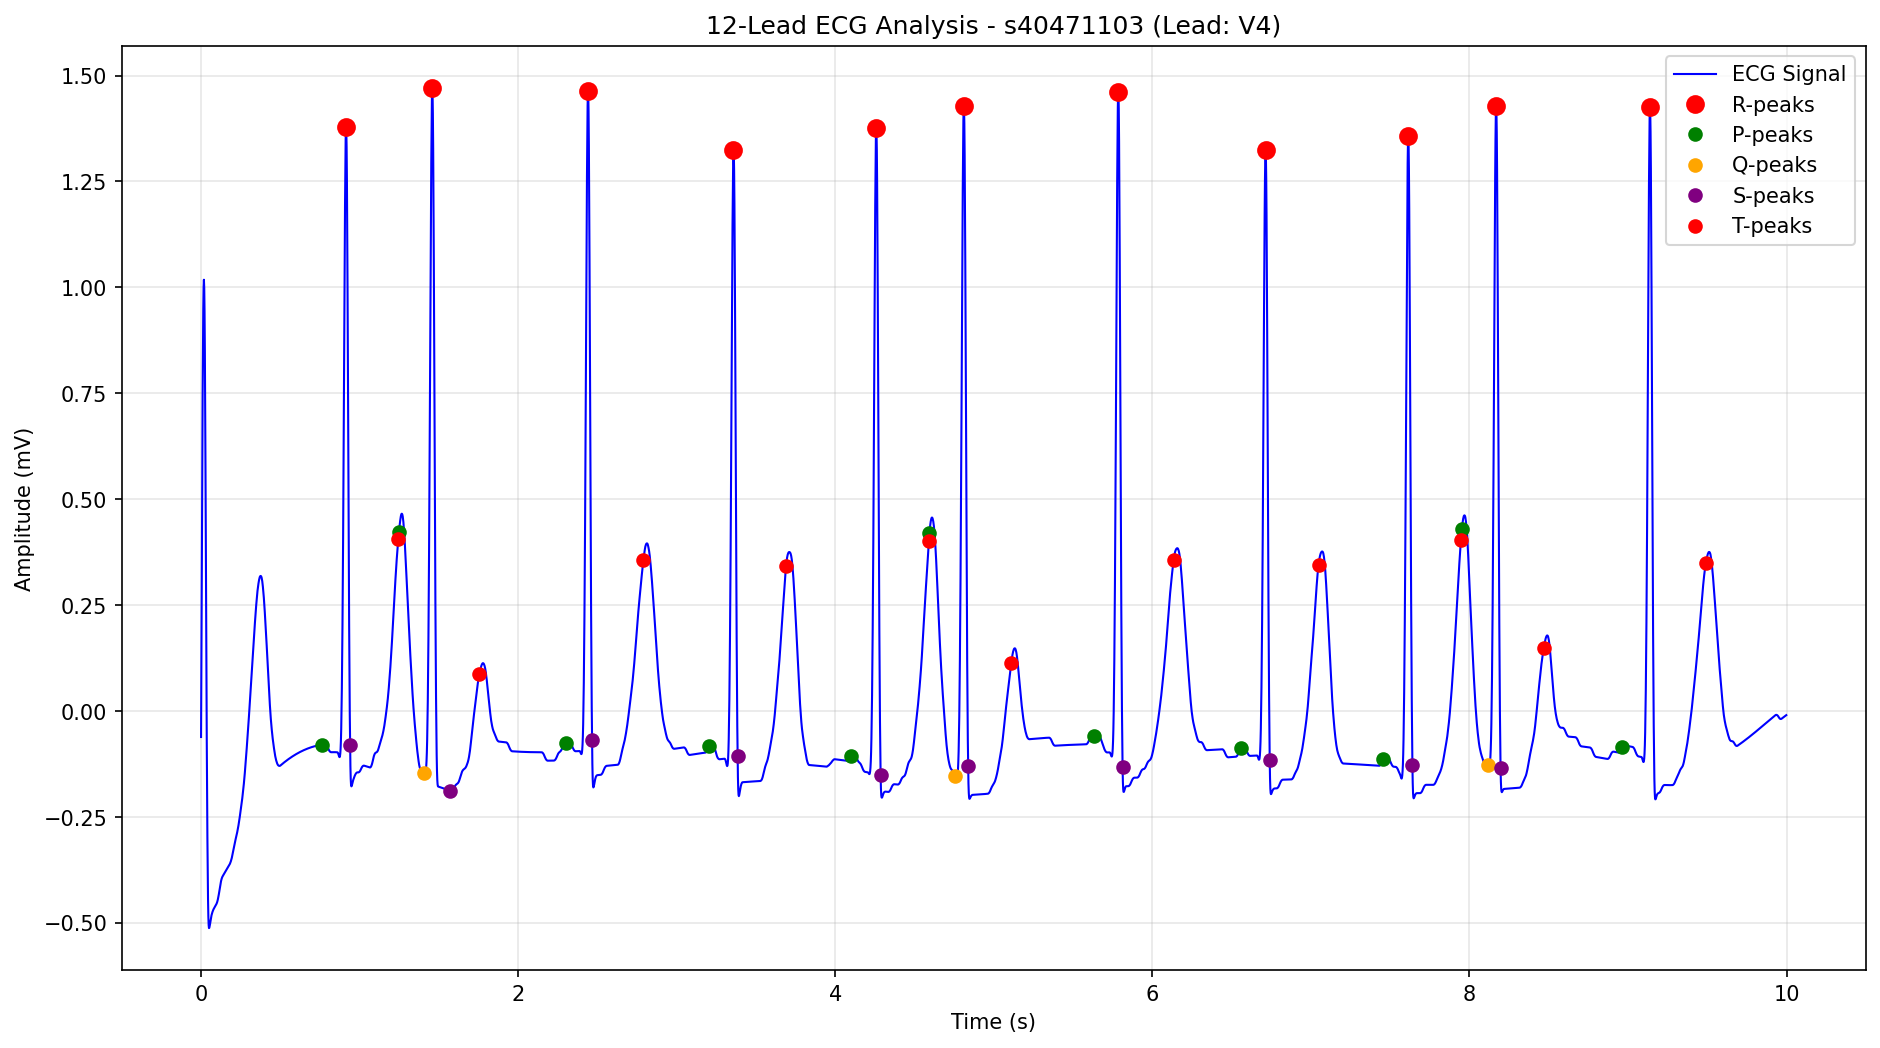 12-Lead ECG Analysis - s40471103 (Lead: V4)
ECG Signal
R-peaks
P-peaks
Q-peaks
S-peaks
T-peaks
Amplitude (mV)
1.50
1.25
1.00
0.75
0.50
0.25
0.00
−0.25
−0.50
0 2 4 6 8 10
Time (s)